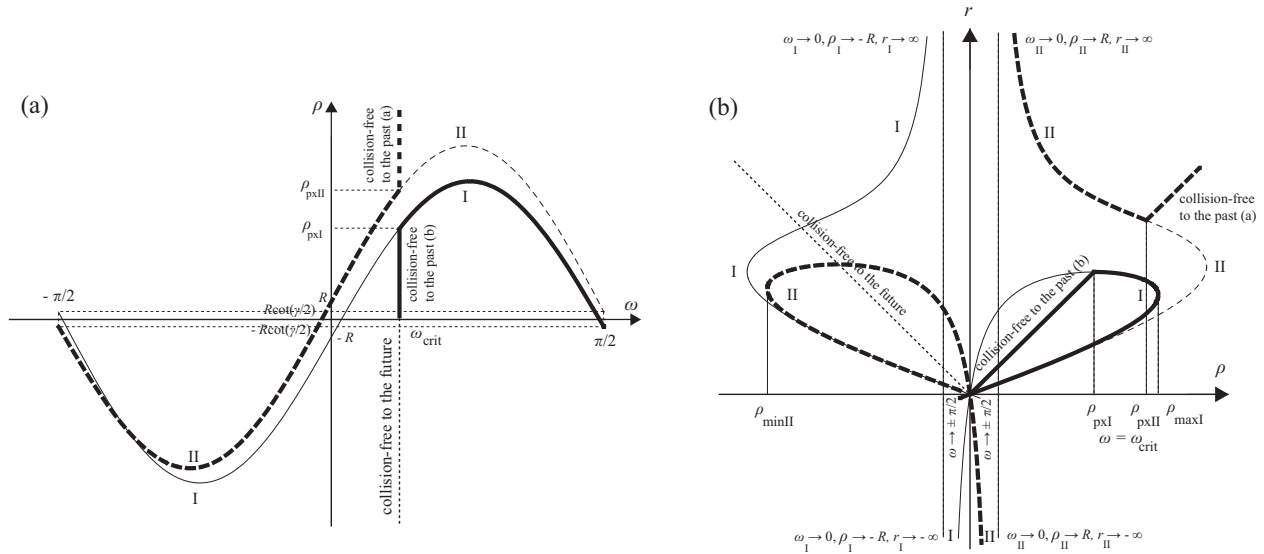 (a)
ρ
collision-free
to the past (a)
II
ρpxII
I
ρpxI
collision-free
to the past (b)
- π/2
R
Rcot(γ/2)
- Rcot(γ/2)
- R
ω
ωcrit
π/2
II
I
collision-free to the future
(b)
r
ωI → 0, ρI → - R, rI → ∞
ωII → 0, ρII → R, rII → ∞
I
II
collision-free
to the past (a)
collision-free to the future
I
II
collision-free to the past (b)
I
II
ρ
ω → ± π/2
ω → ± π/2
ρminII
ρpxI
ρpxII
ρmaxI
ω = ωcrit
ωI → 0, ρI → - R, rI → - ∞
I
II
ωII → 0, ρII → R, rII → - ∞